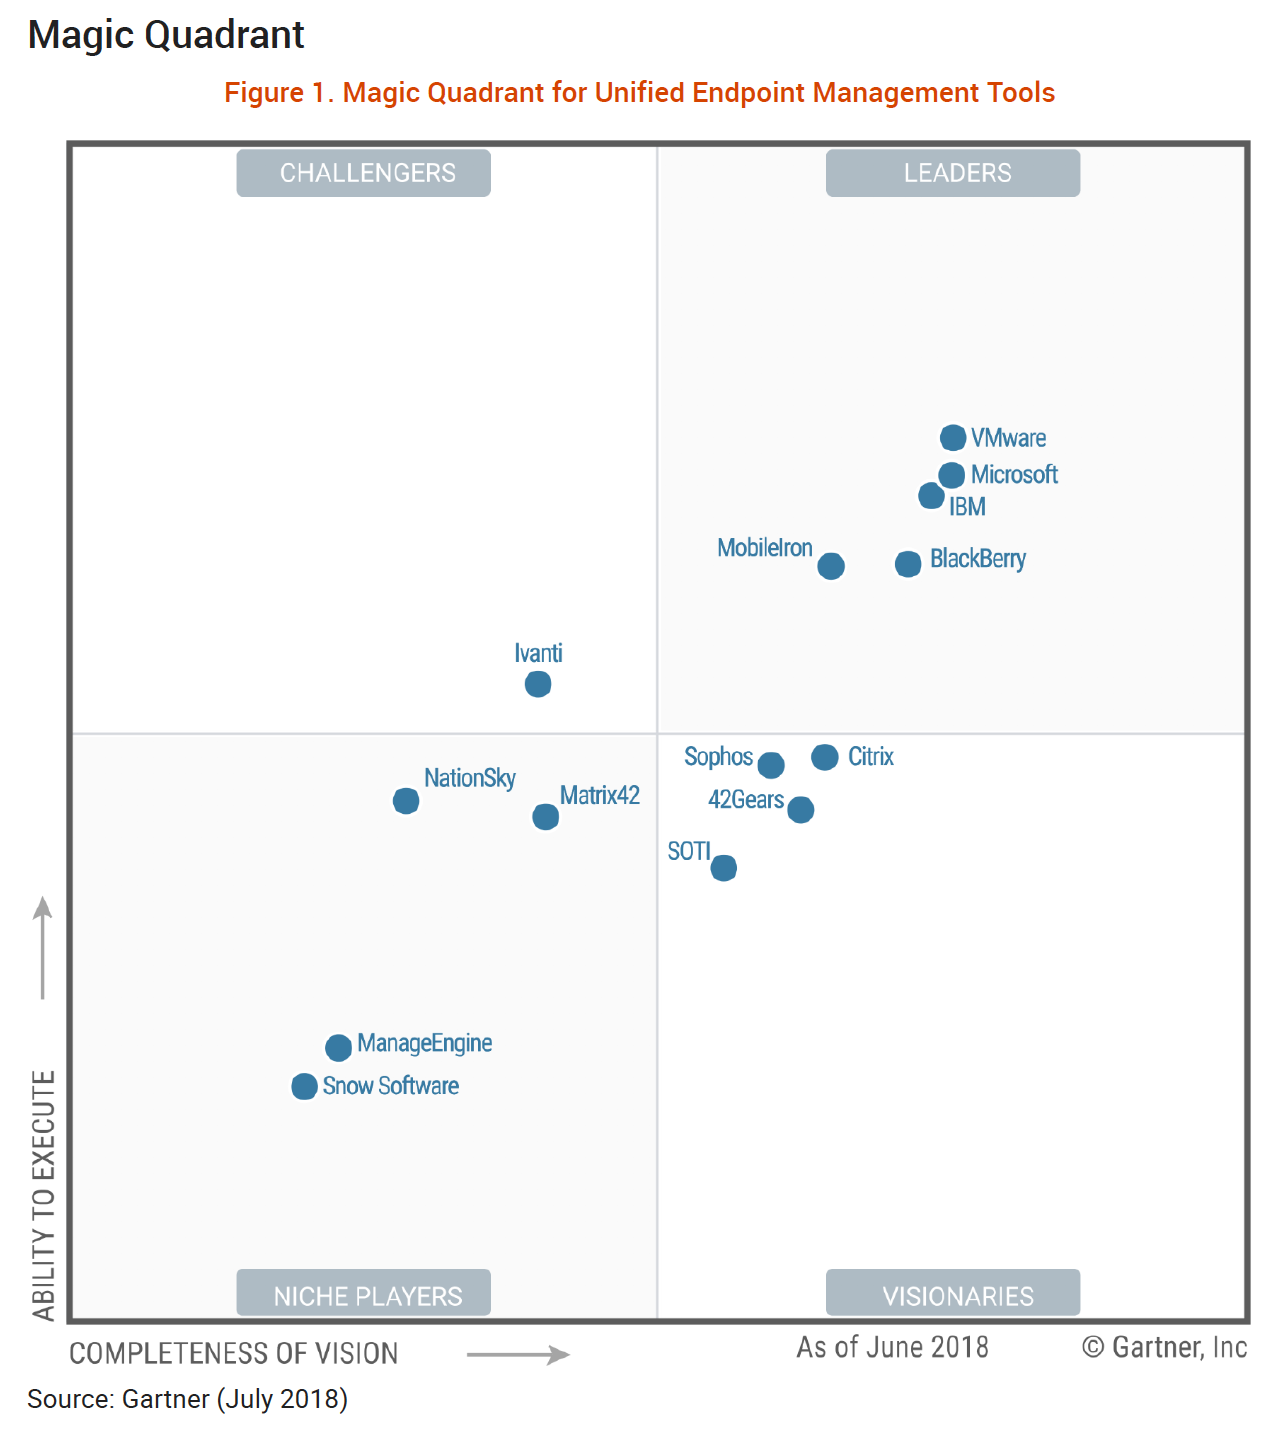 Magic Quadrant
Figure 1. Magic Quadrant for Unified Endpoint Management Tools
CHALLENGERS
LEADERS
VMware
Microsoft
IBM
MobileIron
BlackBerry
Ivanti
Sophos
Citrix
NationSky
Matrix42
42Gears
SOTI
ManageEngine
Snow Software
ABILITY TO EXECUTE
NICHE PLAYERS
VISIONARIES
COMPLETENESS OF VISION
As of June 2018
© Gartner, Inc
Source: Gartner (July 2018)